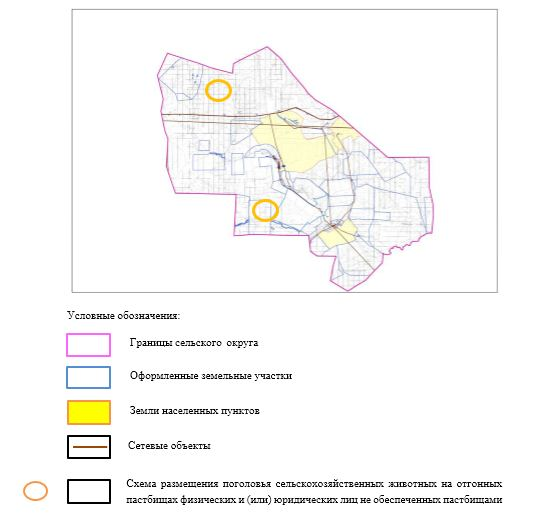 Условные обозначения:
Границы сельского округа
Оформленные земельные участки
Земли населенных пунктов
Сетевые объекты
Схема размещения поголовья сельскохозяйственных животных на отгонных
пастбищах физических и (или) юридических лиц не обеспеченных пастбищами